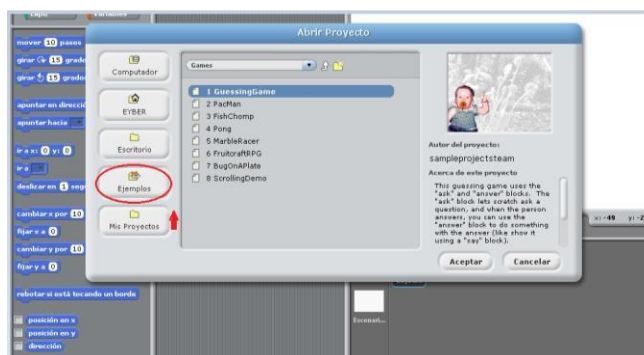 Lápiz Variables
mover 10 pasos
girar 15 grados
girar 15 grados
apuntar en direcció
apuntar hacia
ir a x: 0 y: 0
ir a
deslizar en 1 segu
cambiar x por 10
fijar x a 0
cambiar y por 10
fijar y a 0
rebotar si está tocando un borde
posición en x
posición en y
dirección
Abrir Proyecto
Computador
EYBER
Escritorio
Ejemplos
Mis Proyectos
Games
1 GuessingGame
2 PacMan
3 FishChomp
4 Pong
5 MarbleRacer
6 FruitcraftRPG
7 BugOnAPlate
8 ScrollingDemo
Autor del proyecto:
sampleprojectsteam
Acerca de este proyecto
This guessing game uses the
"ask" and "answer" blocks. The
"ask" block lets scratch ask a
question, and when the person
answers, you can use the
"answer" block to do something
with the answer (like show it
using a "say" block).
Aceptar Cancelar
x: -49 y: -2
Escenari...